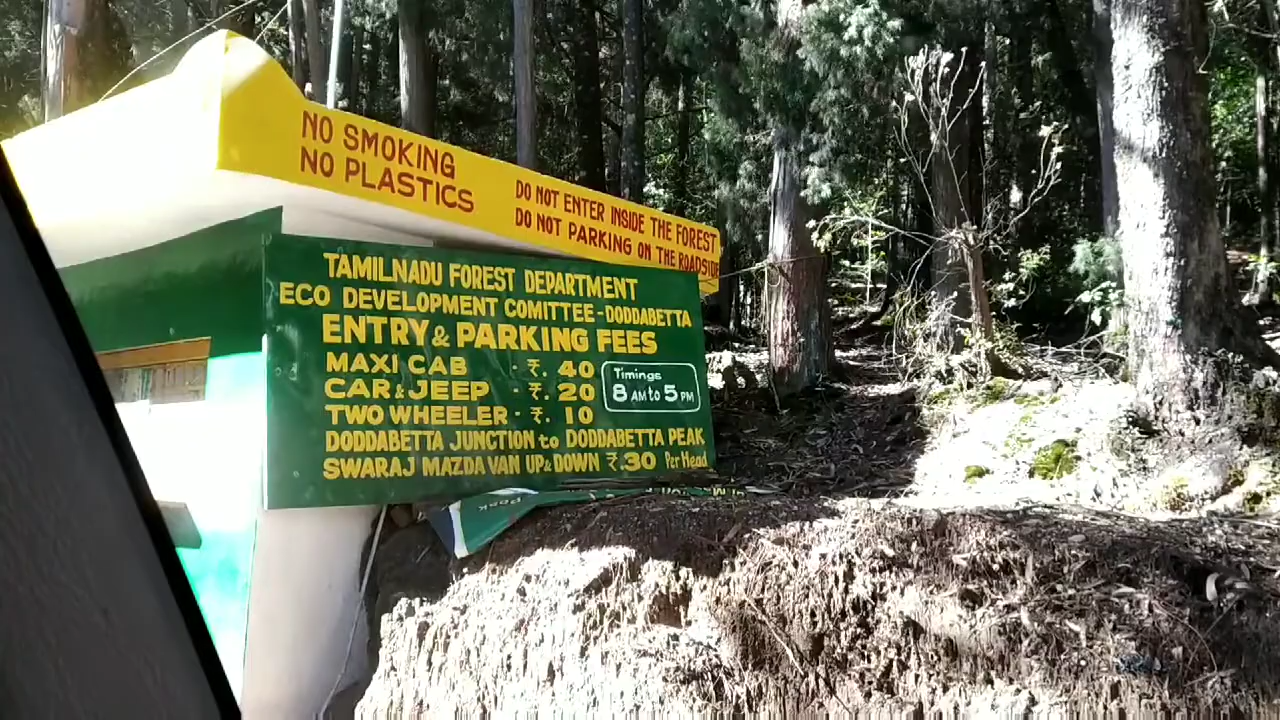 NO SMOKING
NO PLASTICS
DO NOT ENTER INSIDE THE FOREST
DO NOT PARKING ON THE ROADSIDE
TAMILNADU FOREST DEPARTMENT
ECO DEVELOPMENT COMITTEE-DODDABETTA
ENTRY & PARKING FEES
MAXI CAB - ₹. 40
CAR & JEEP - ₹. 20
TWO WHEELER - ₹. 10
Timings
8 AM to 5 PM
DODDABETTA JUNCTION to DODDABETTA PEAK
SWARAJ MAZDA VAN UP & DOWN ₹.30 Per Head